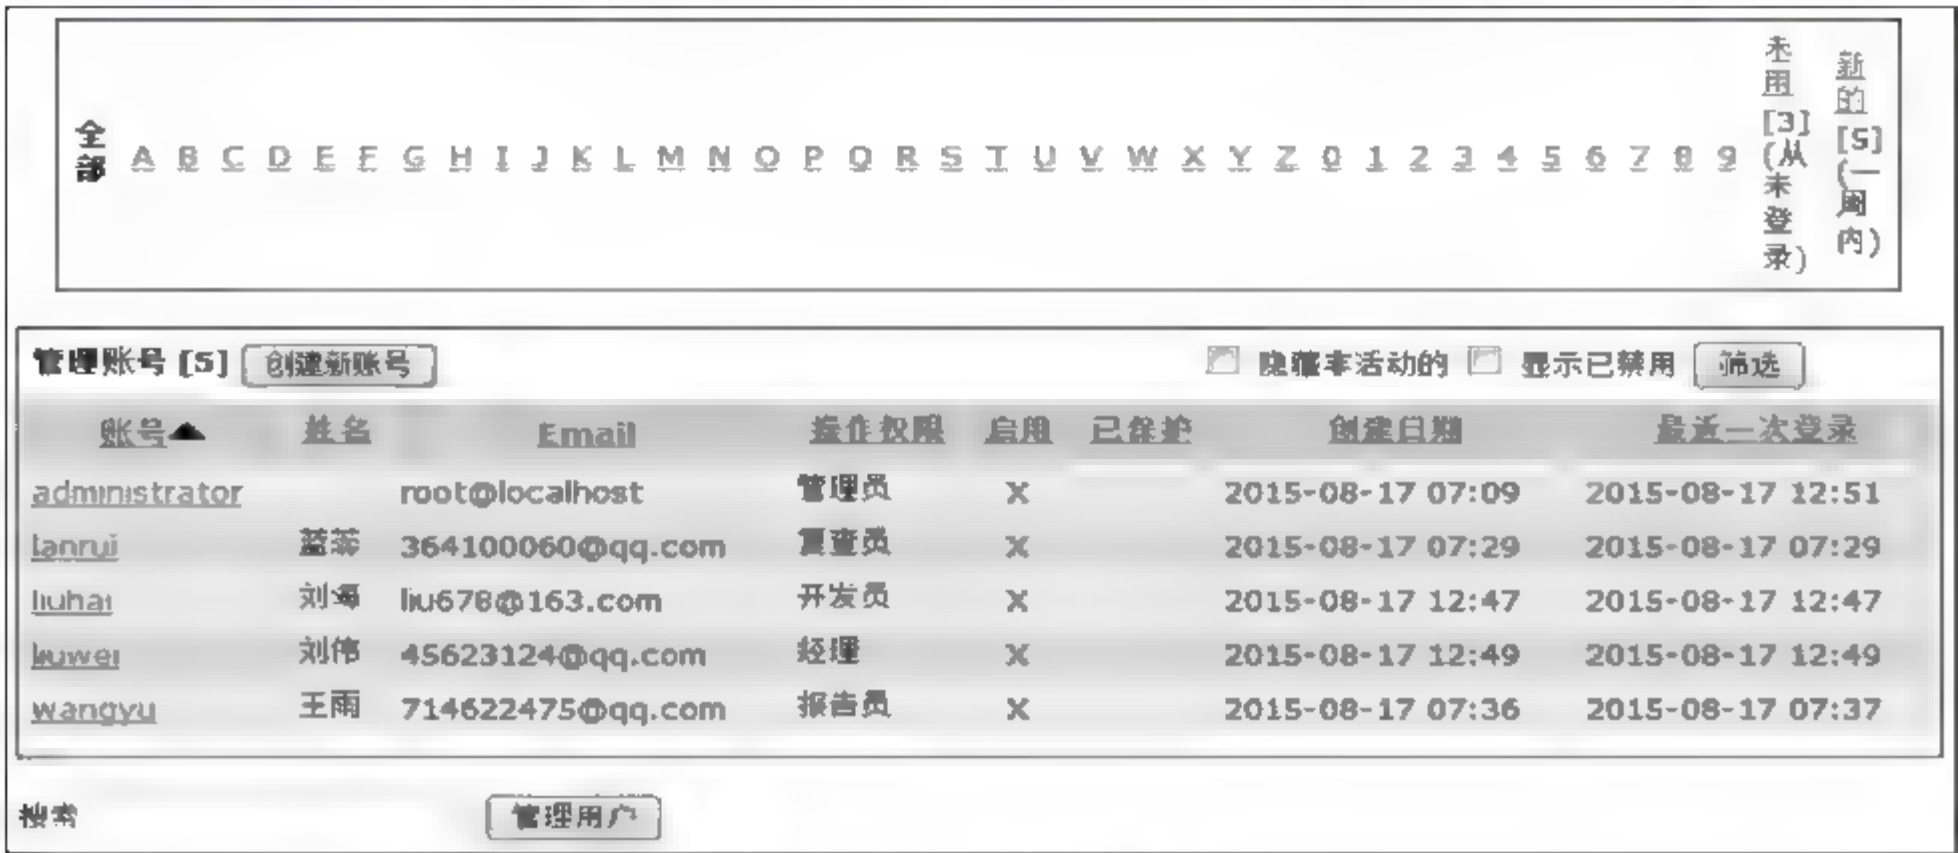 全部 A B C D E F G H I J K L M N O P Q R S T U V W X Y Z 0 1 2 3 4 5 6 7 8 9 未用 [3] (从未登录) 新的 [5] (一周内)
管理账号 [5] 创建新账号 隐藏非活动的 显示已禁用 筛选
账号 姓名 Email 操作权限 启用 已保护 创建日期 最近一次登录
administrator root@localhost 管理员 X 2015-08-17 07:09 2015-08-17 12:51
lanrui 蓝 364100060@qq.com 复查员 X 2015-08-17 07:29 2015-08-17 07:29
liuhai 刘海 liu678@163.com 开发员 X 2015-08-17 12:47 2015-08-17 12:47
liuwei 刘伟 45623124@qq.com 经理 X 2015-08-17 12:49 2015-08-17 12:49
wangyu 王雨 714622475@qq.com 报告员 X 2015-08-17 07:36 2015-08-17 07:37
搜索 管理用户